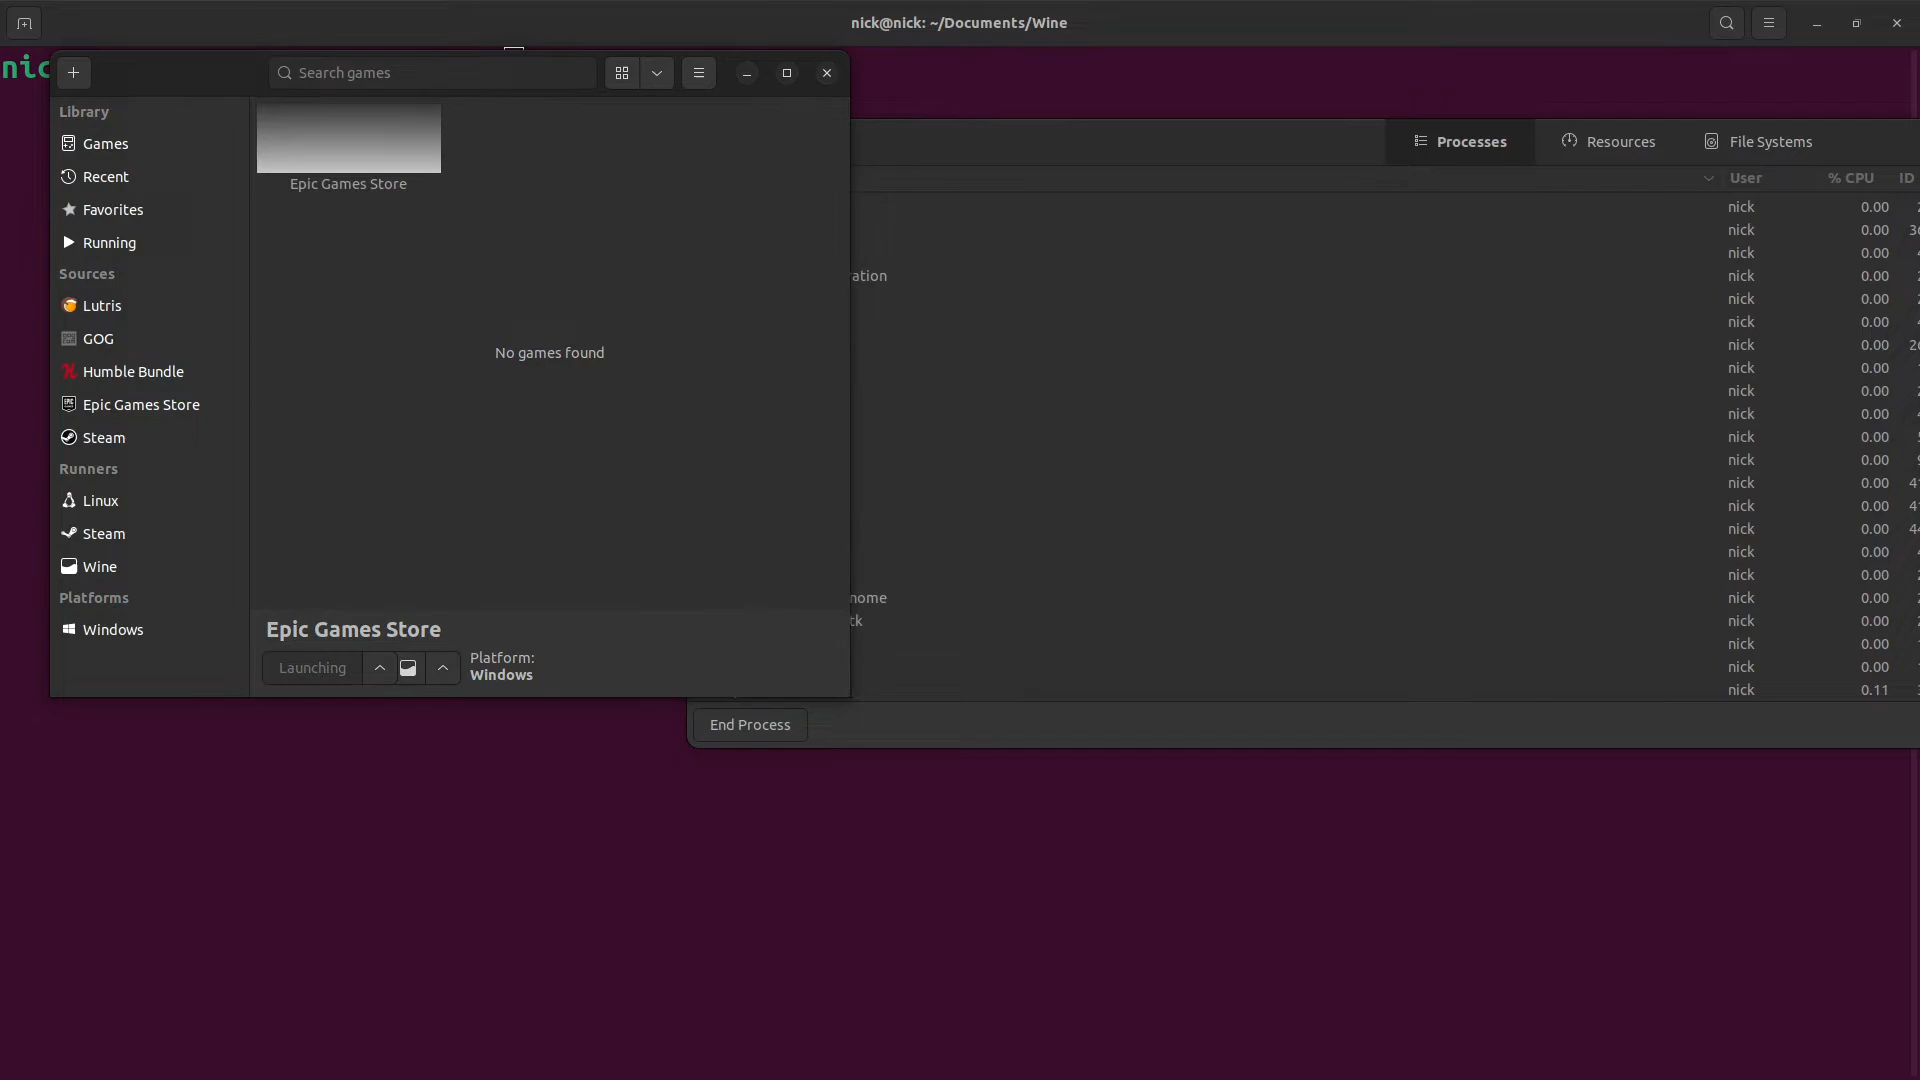 nick@nick: ~/Documents/Wine
nic
Search games
Library
Games
Recent
Favorites
Running
Sources
Lutris
GOG
Humble Bundle
Epic Games Store
Steam
Runners
Linux
Steam
Wine
Platforms
Windows
Epic Games Store
No games found
Epic Games Store
Launching
Platform:
Windows
Processes
Resources
File Systems
User % CPU ID
nick 0.00
nick 0.00
nick 0.00
ration nick 0.00
nick 0.00
nick 0.00
nick 0.00
nick 0.00
nick 0.00
nick 0.00
nick 0.00
nick 0.00
nick 0.00
nick 0.00
nick 0.00
nick 0.00
nick 0.00
nome nick 0.00
tk nick 0.00
nick 0.00
nick 0.00
nick 0.11
End Process